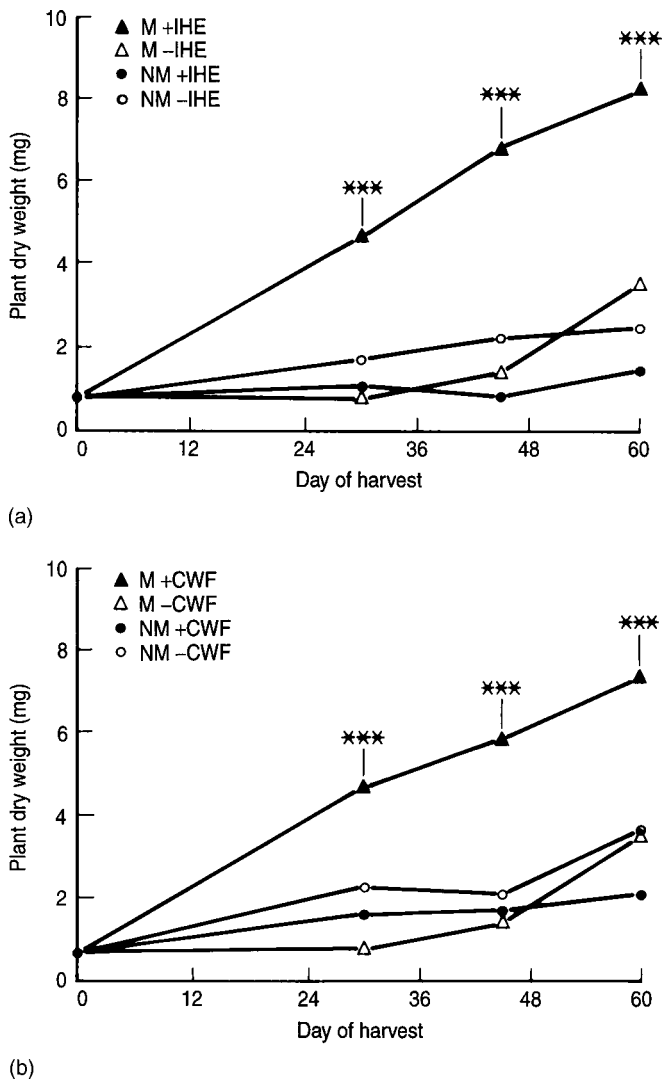 10
8
6
4
2
0
Plant dry weight (mg)
▲ M +IHE
△ M –IHE
● NM +IHE
○ NM –IHE
***
***
***
0 12 24 36 48 60
Day of harvest
(a)
10
8
6
4
2
0
Plant dry weight (mg)
▲ M +CWF
△ M –CWF
● NM +CWF
○ NM –CWF
***
***
***
0 12 24 36 48 60
Day of harvest
(b)